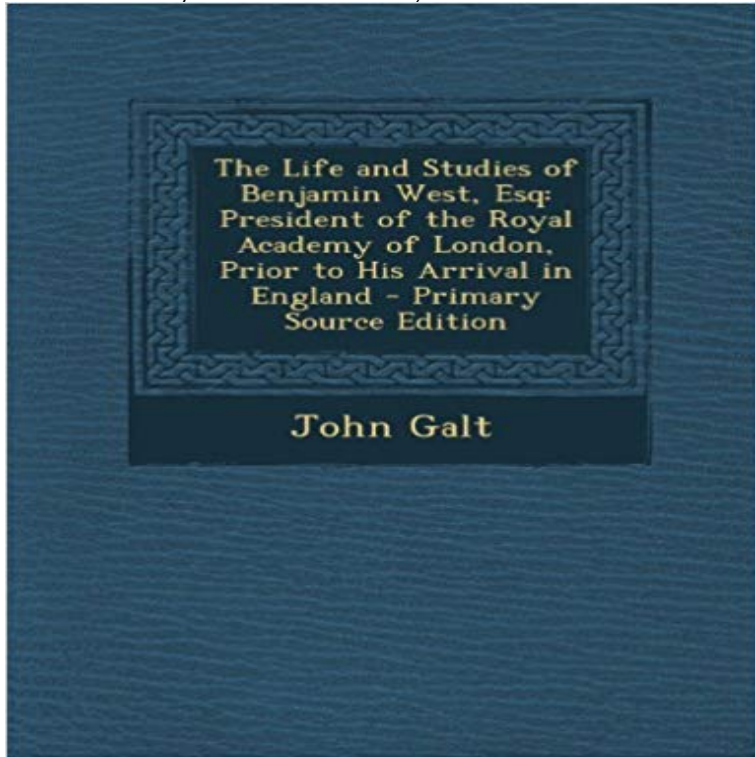 The Life and Studies of
Benjamin West, Esq:
President of the Royal
Academy of London,
Prior to His Arrival in
England - Primary
Source Edition
John Galt